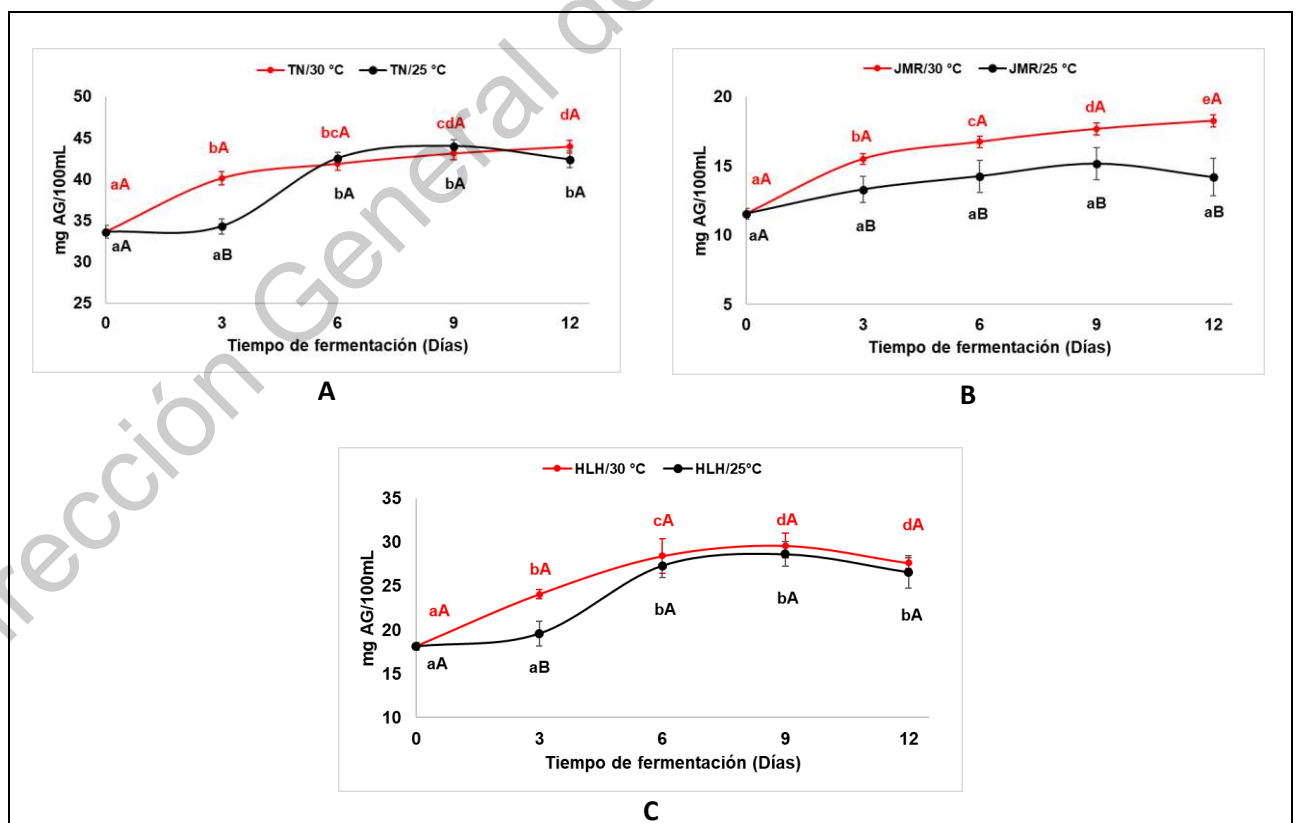 rección General de
TN/30 °C TN/25 °C
50
45
40
35
30
25
mg AG/100mL
aA bA bcA cdA dA
aA aB bA bA bA
0 3 6 9 12
Tiempo de fermentación (Días)
A
JMR/30 °C JMR/25 °C
20
15
10
5
mg AG/100mL
aA bA cA dA eA
aA aB aB aB aB
0 3 6 9 12
Tiempo de fermentación (Días)
B
HLH/30 °C HLH/25°C
35
30
25
20
15
10
mg AG/100mL
aA bA cA dA dA
aA aB bA bA bA
0 3 6 9 12
Tiempo de fermentación (Días)
C